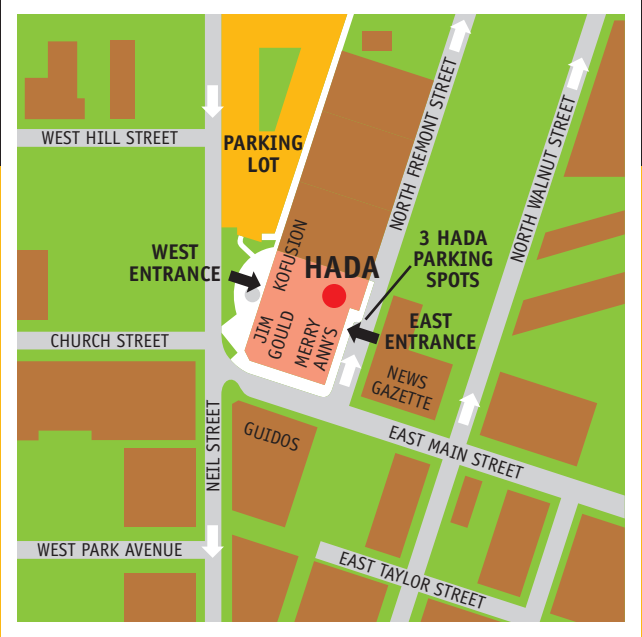 WEST HILL STREET
PARKING
LOT
NORTH FREMONT STREET
NORTH WALNUT STREET
WEST
ENTRANCE
KOFUSION
HADA
3 HADA
PARKING
SPOTS
CHURCH STREET
JIM
GOULD
MERRY
ANN'S
EAST
ENTRANCE
NEWS
GAZETTE
NEIL STREET
GUIDOS
EAST MAIN STREET
WEST PARK AVENUE
EAST TAYLOR STREET